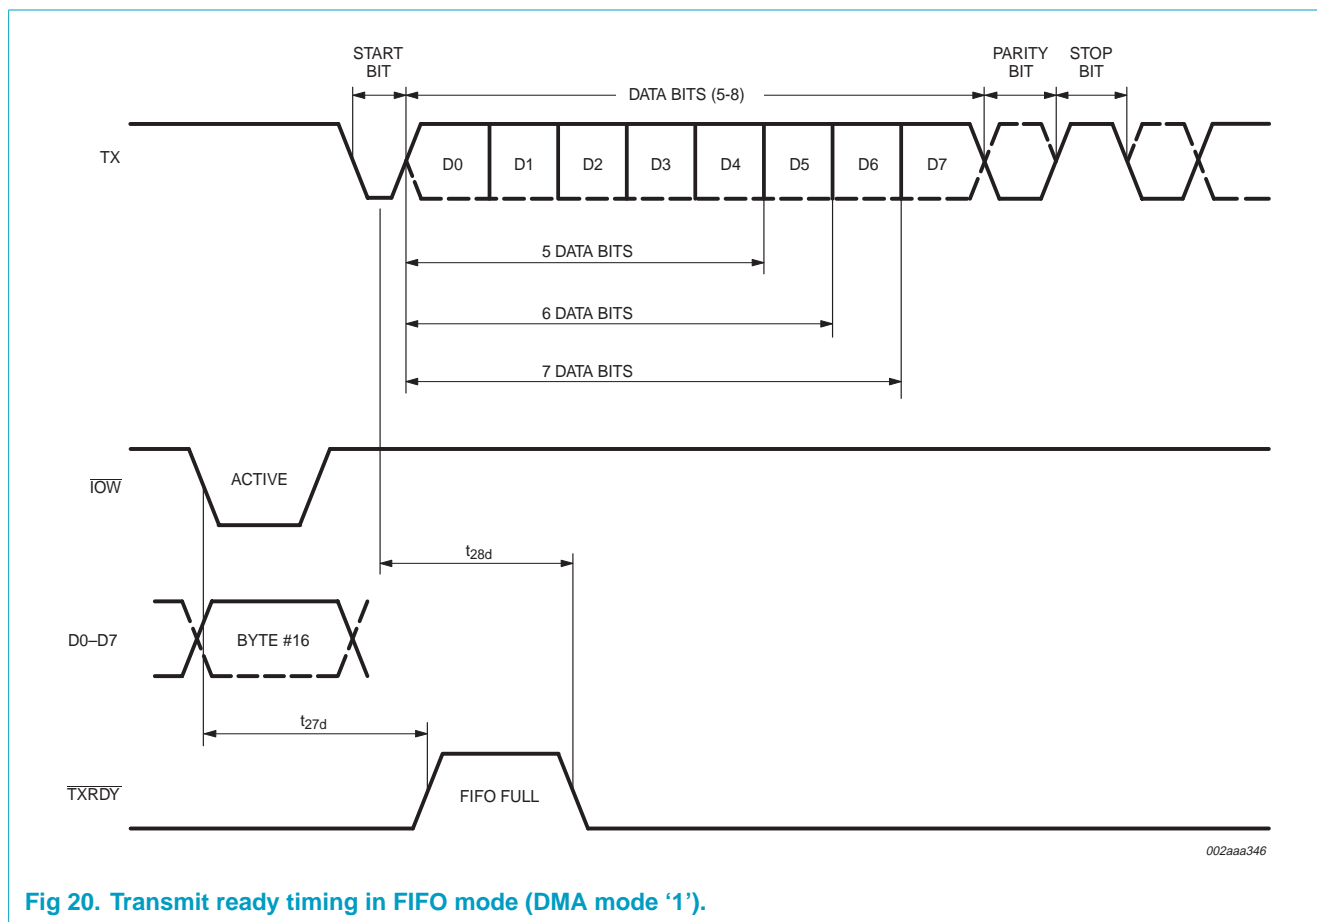 START
BIT
DATA BITS (5-8)
PARITY
BIT
STOP
BIT
TX
D0 D1 D2 D3 D4 D5 D6 D7
5 DATA BITS
6 DATA BITS
7 DATA BITS
IOW
ACTIVE
t28d
D0–D7
BYTE #16
t27d
TXRDY
FIFO FULL
002aaa346
Fig 20. Transmit ready timing in FIFO mode (DMA mode ‘1’).